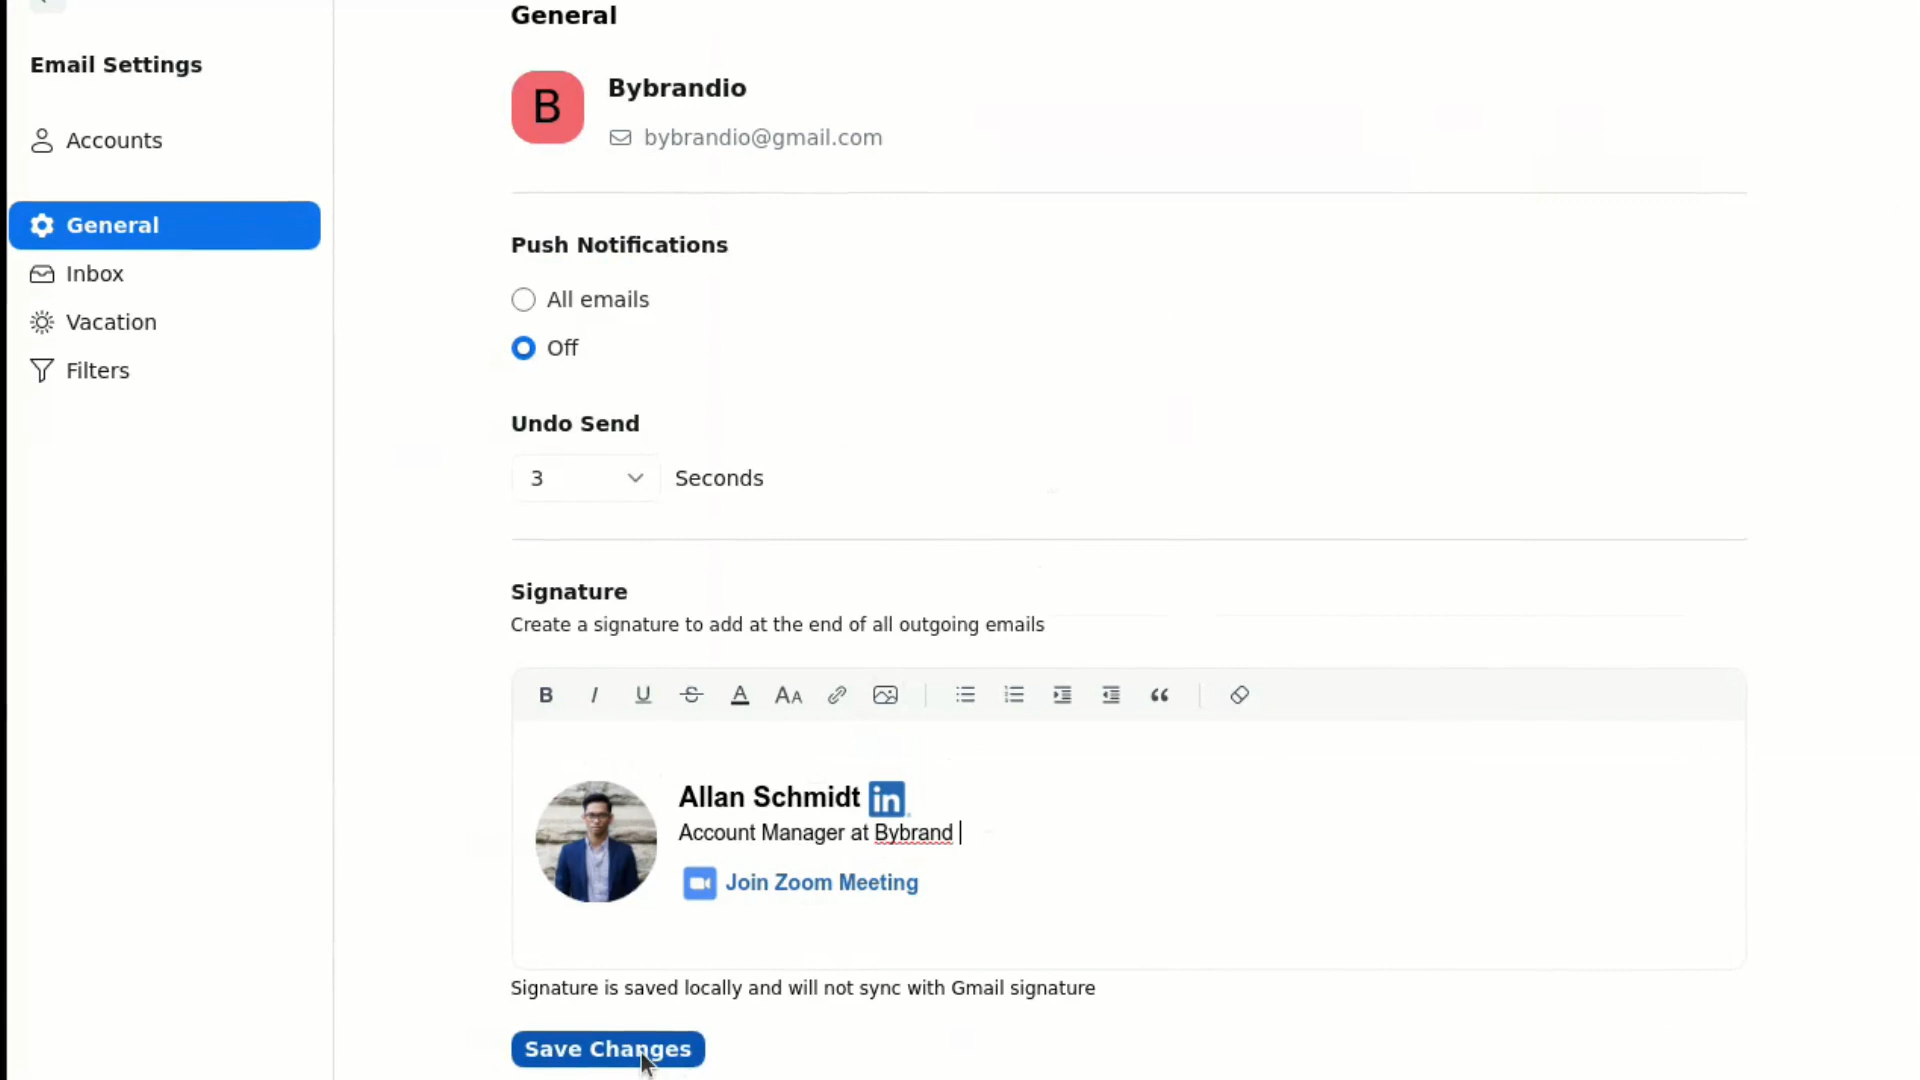 General
Email Settings
B
Bybrandio
bybrandio@gmail.com
Accounts
General
Inbox
Vacation
Filters
Push Notifications
All emails
Off
Undo Send
3
Seconds
Signature
Create a signature to add at the end of all outgoing emails
B I U S A AA
Allan Schmidt in
Account Manager at Bybrand
Join Zoom Meeting
Signature is saved locally and will not sync with Gmail signature
Save Changes